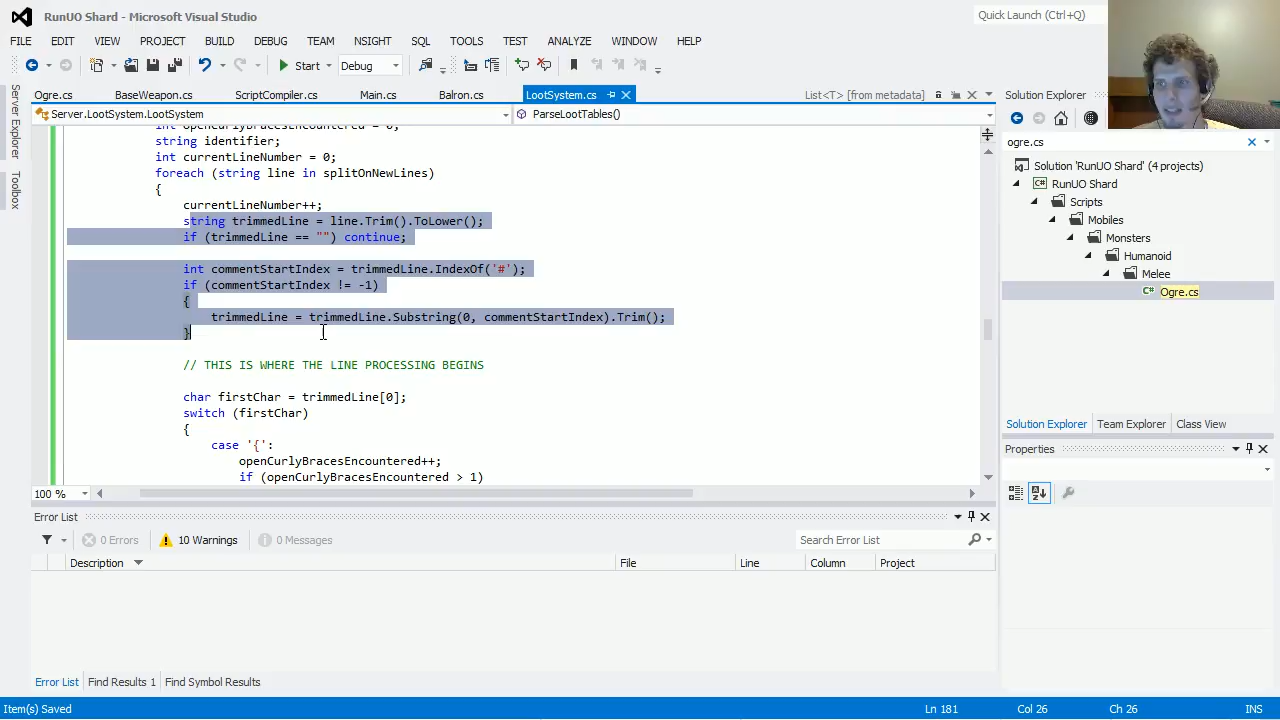 RunUO Shard - Microsoft Visual Studio
Quick Launch (Ctrl+Q)
FILE EDIT VIEW PROJECT BUILD DEBUG TEAM NSIGHT SQL TOOLS TEST ANALYZE WINDOW HELP
Start Debug
Server Explorer
Toolbox
Ogre.cs BaseWeapon.cs ScriptCompiler.cs Main.cs Balron.cs LootSystem.cs List<T> [from metadata]
Server.LootSystem.LootSystem ParseLootTables()
int openCurlyBracesEncountered = 0;
string identifier;
int currentLineNumber = 0;
foreach (string line in splitOnNewLines)
{
currentLineNumber++;
string trimmedLine = line.Trim().ToLower();
if (trimmedLine == "") continue;
int commentStartIndex = trimmedLine.IndexOf('#');
if (commentStartIndex != -1)
{
trimmedLine = trimmedLine.Substring(0, commentStartIndex).Trim();
}
// THIS IS WHERE THE LINE PROCESSING BEGINS
char firstChar = trimmedLine[0];
switch (firstChar)
{
case '{':
openCurlyBracesEncountered++;
if (openCurlyBracesEncountered > 1)
100 %
Error List
0 Errors 10 Warnings 0 Messages
Search Error List
Description File Line Column Project
Error List Find Results 1 Find Symbol Results
Solution Explorer
ogre.cs
Solution 'RunUO Shard' (4 projects)
RunUO Shard
Scripts
Mobiles
Monsters
Humanoid
Melee
Ogre.cs
Solution Explorer Team Explorer Class View
Properties
Item(s) Saved
Ln 181 Col 26 Ch 26 INS